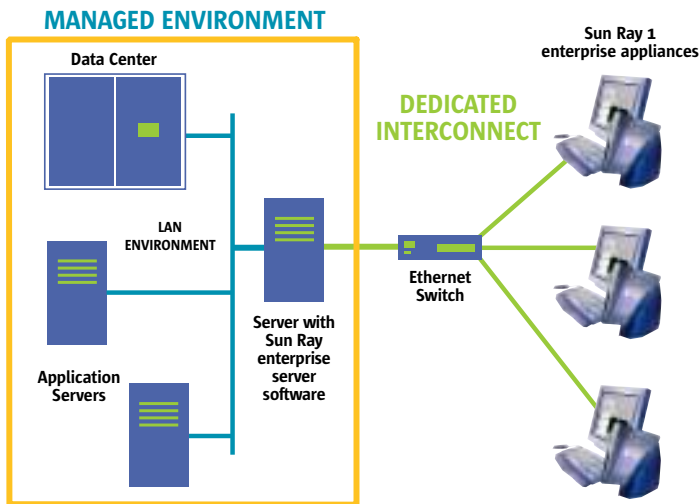 MANAGED ENVIRONMENT
Data Center
LAN
ENVIRONMENT
Application
Servers
Server with
Sun Ray
enterprise
server
software
DEDICATED
INTERCONNECT
Ethernet
Switch
Sun Ray 1
enterprise appliances